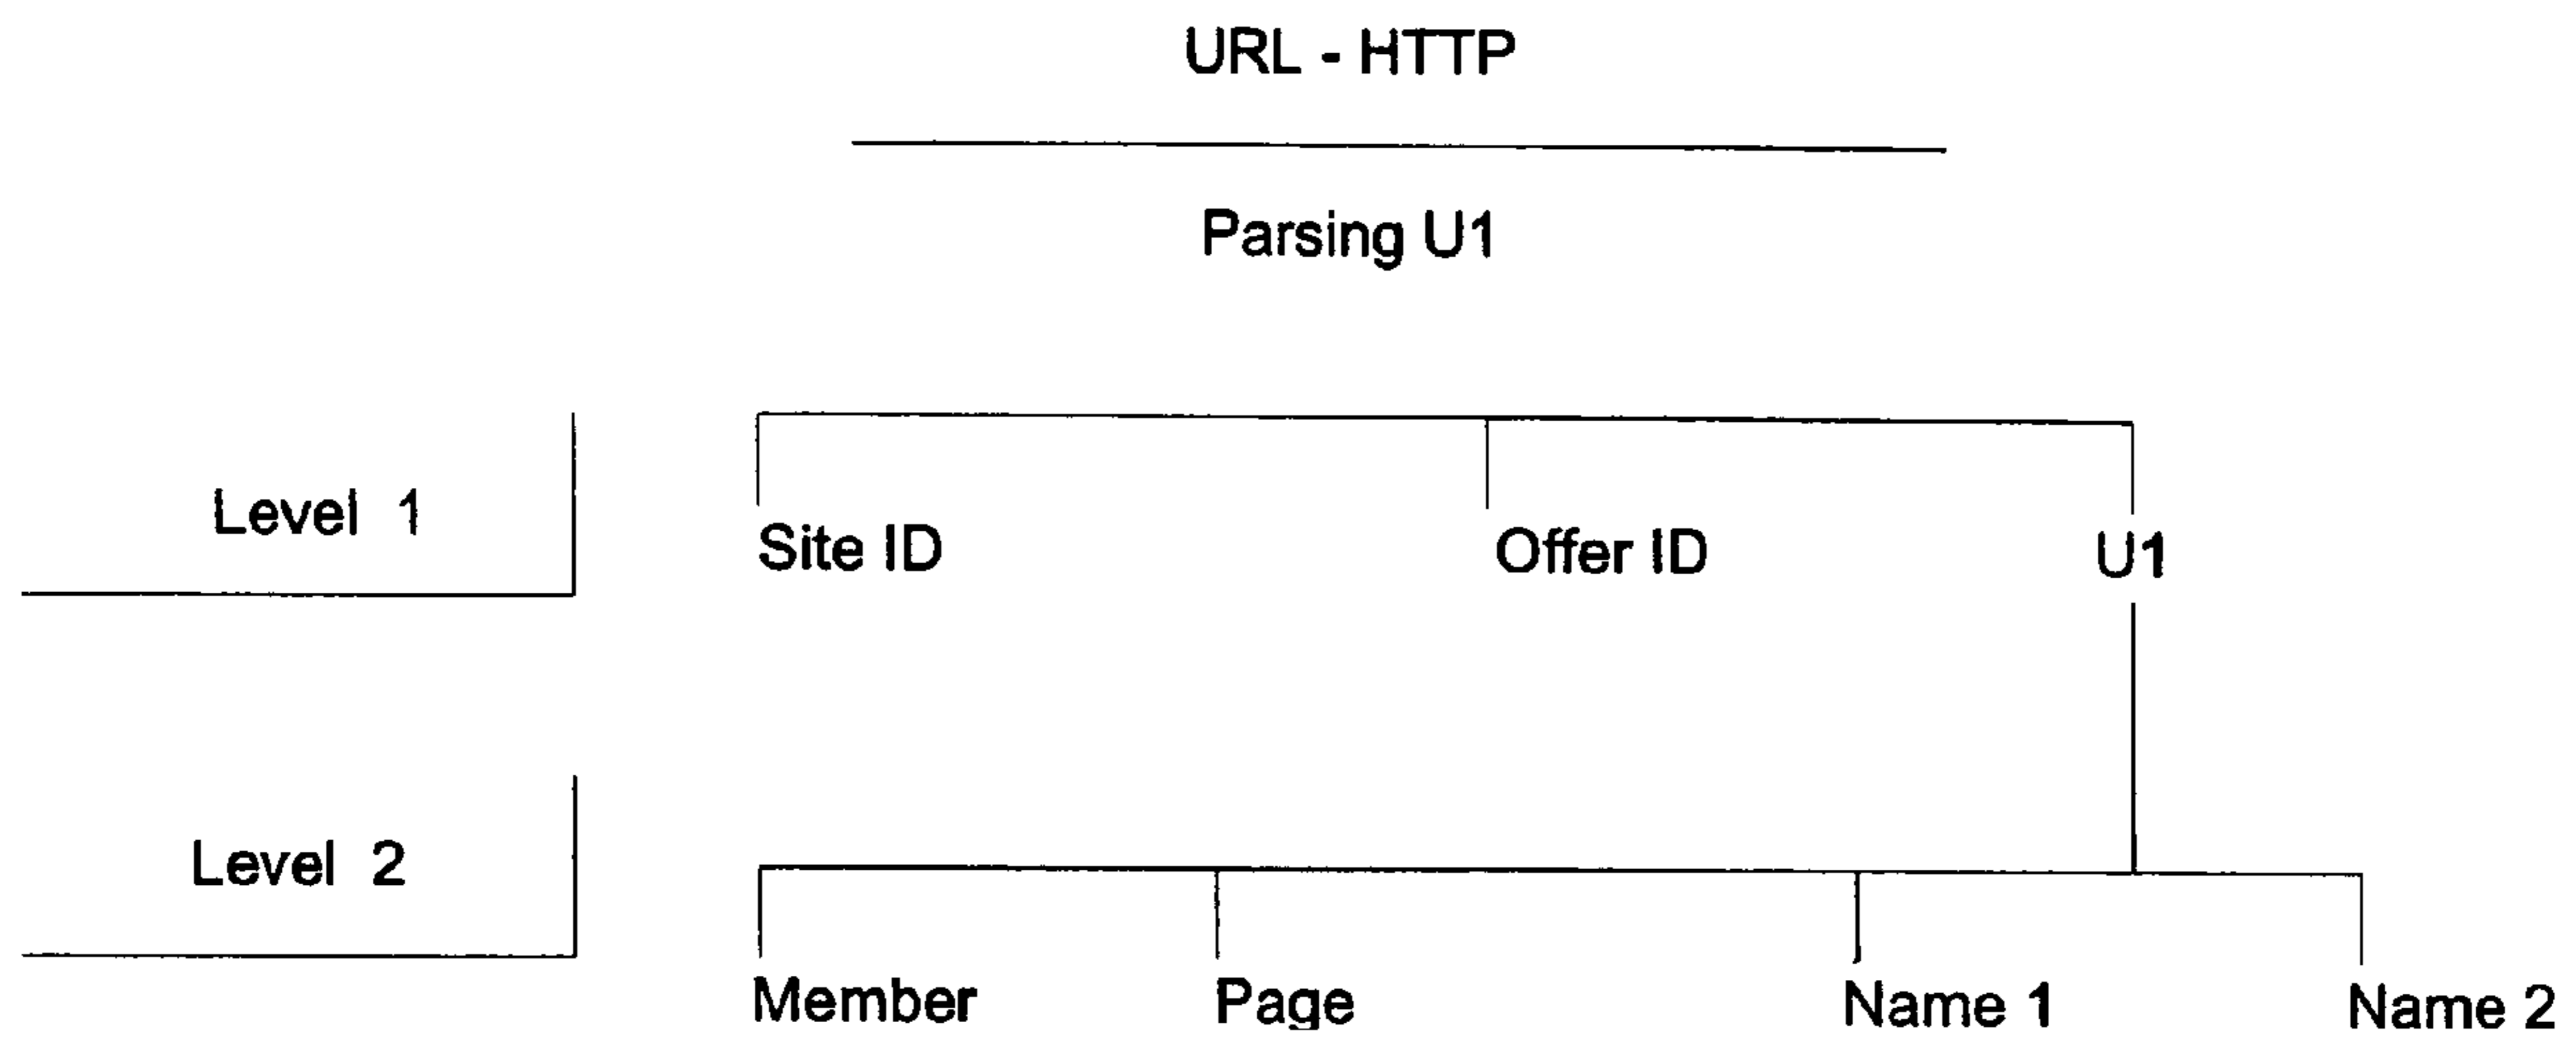 URL - HTTP
Parsing U1
Level 1
Site ID
Offer ID
U1
Level 2
Member
Page
Name 1
Name 2